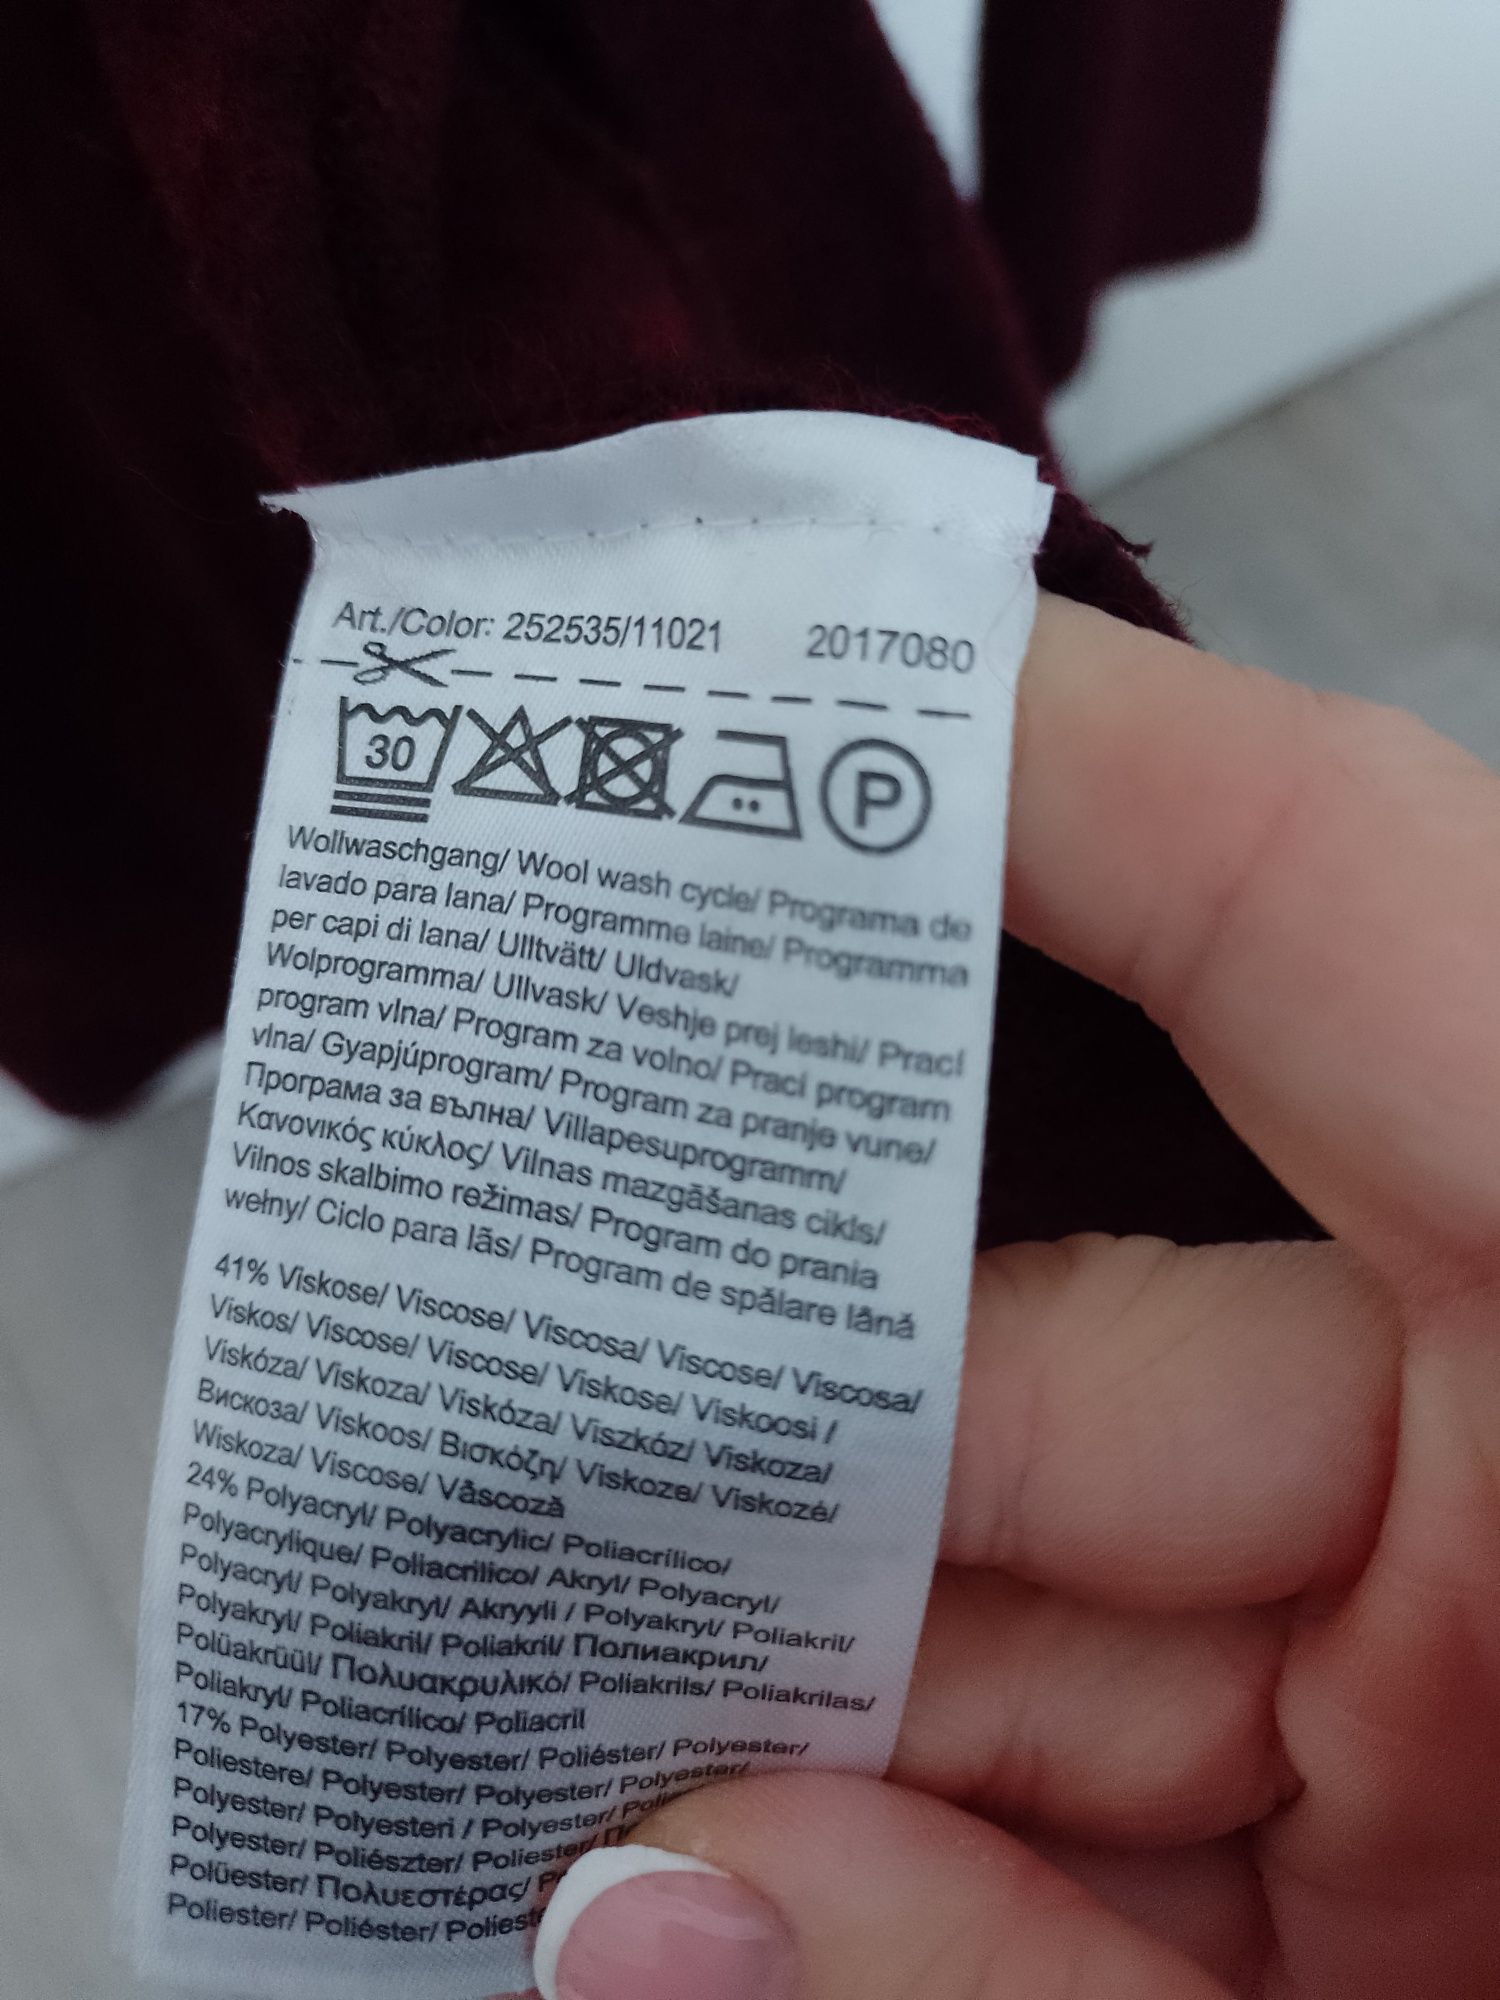 Art./Color: 252535/11021 2017080
30 P
Wollwaschgang/ Wool wash cycle/ Programa de
lavado para lana/ Programme laine/ Programma
per capi di lana/ Ulltvätt/ Uldvask/
Wolprogramma/ Ullvask/ Veshje prej leshi/ Prací
program vlna/ Program za volno/ Praci program
vlna/ Gyapjúprogram/ Program za pranje vune/
Програма за вълна/ Villapesuprogramm/
Κανονικός κύκλος/ Vilnas mazgāšanas cikls/
Vilnos skalbimo režimas/ Program do prania
wełny/ Ciclo para lãs/ Program de spălare lână
41% Viskose/ Viscose/ Viscosa/ Viscose/ Viscosa/
Viskos/ Viscose/ Viscose/ Viskose/ Viskoosi /
Viskóza/ Viskoza/ Viskóza/ Viszkóz/ Viskoza/
Вискоза/ Viskoos/ Βισκόζη/ Viskoze/ Viskozé/
Wiskoza/ Viscose/ Vâscoză
24% Polyacryl/ Polyacrylic/ Poliacrílico/
Polyacrylique/ Poliacrilico/ Akryl/ Polyacryl/
Polyacryl/ Polyakryl/ Akryyli / Polyakryl/ Poliakril/
Polyakryl/ Poliakril/ Poliakril/ Полиакрил/
Polüakrüül/ Πολυακρυλικό/ Poliakrils/ Poliakrilas/
Poliakryl/ Poliacrílico/ Poliacril
17% Polyester/ Polyester/ Poliéster/ Polyester/
Poliestere/ Polyester/ Polyester/ Polyester/
Polyester/ Polyesteri / Polyester/
Polyester/ Poliészter/ Poliester/
Polüester/ Πολυεστέρας/
Poliester/ Poliéster/